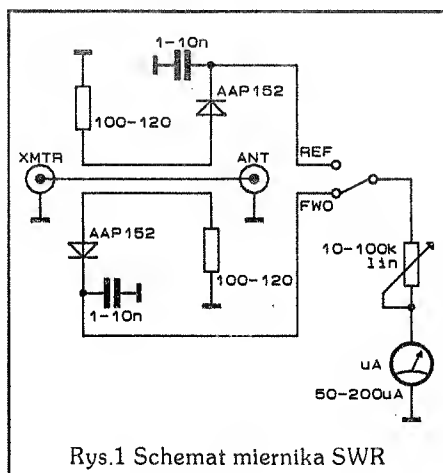 1-10n
AAP152
100-120
REF
XMTR
ANT
FWO
AAP152
10-100k
lin
100-120
1-10n
uA
50-200uA
Rys.1 Schemat miernika SWR